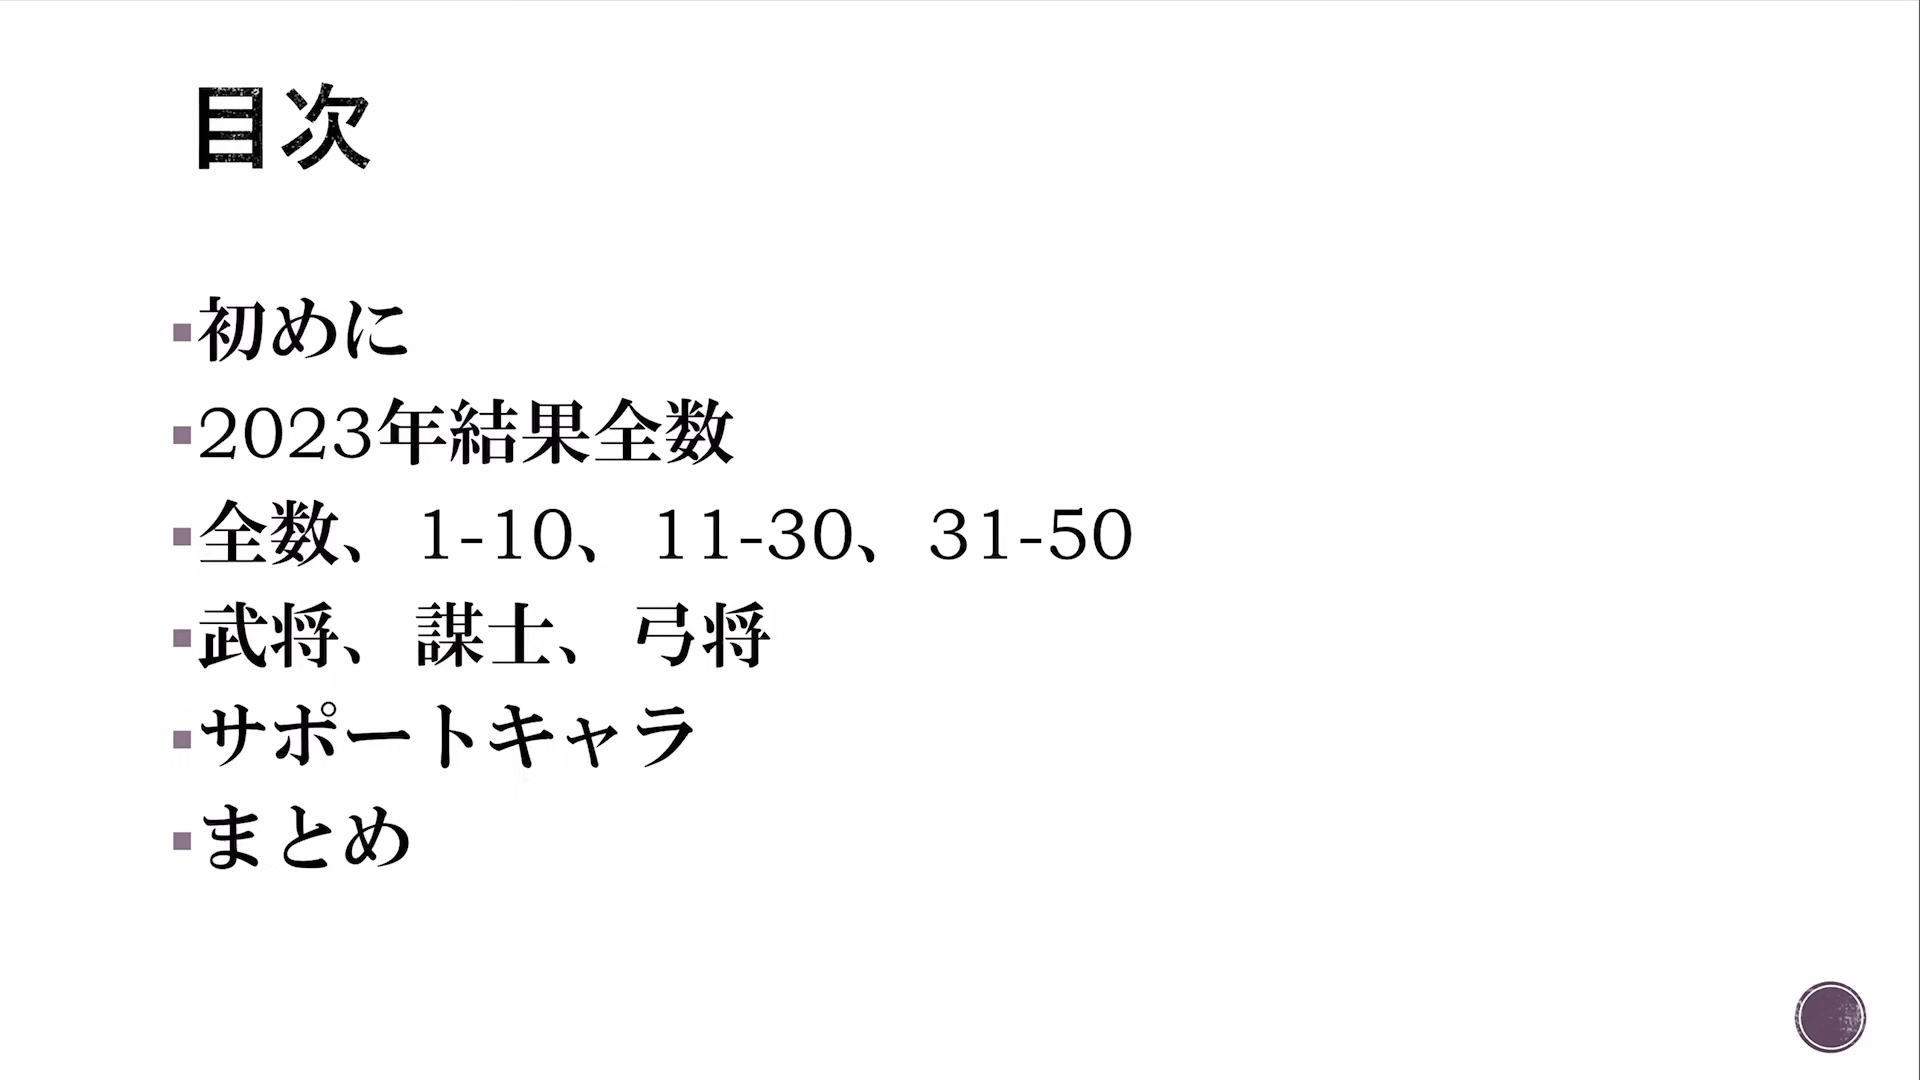 目次
初めに
2023年結果全数
全数、1-10、11-30、31-50
武将、謀士、弓将
サポートキャラ
まとめ